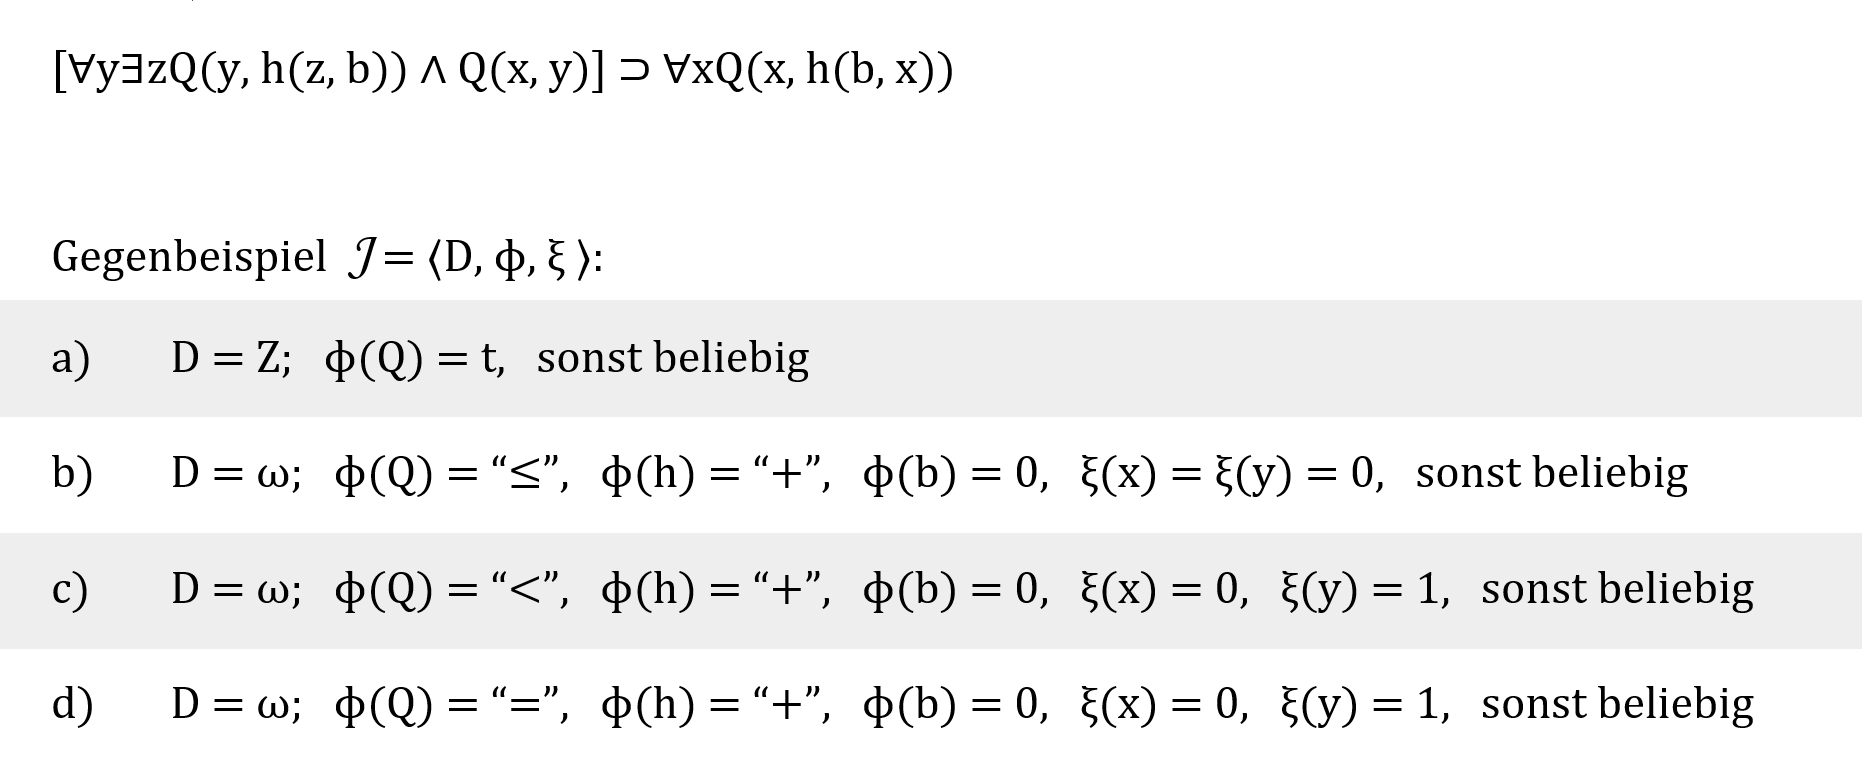 [∀y∃zQ(y, h(z, b)) ∧ Q(x, y)] ⊃ ∀xQ(x, h(b, x))
Gegenbeispiel 𝒥 = ⟨D, ϕ, ξ ⟩:
a) D = Z; ϕ(Q) = t, sonst beliebig
b) D = ω; ϕ(Q) = “≤”, ϕ(h) = “+”, ϕ(b) = 0, ξ(x) = ξ(y) = 0, sonst beliebig
c) D = ω; ϕ(Q) = “<”, ϕ(h) = “+”, ϕ(b) = 0, ξ(x) = 0, ξ(y) = 1, sonst beliebig
d) D = ω; ϕ(Q) = “=”, ϕ(h) = “+”, ϕ(b) = 0, ξ(x) = 0, ξ(y) = 1, sonst beliebig